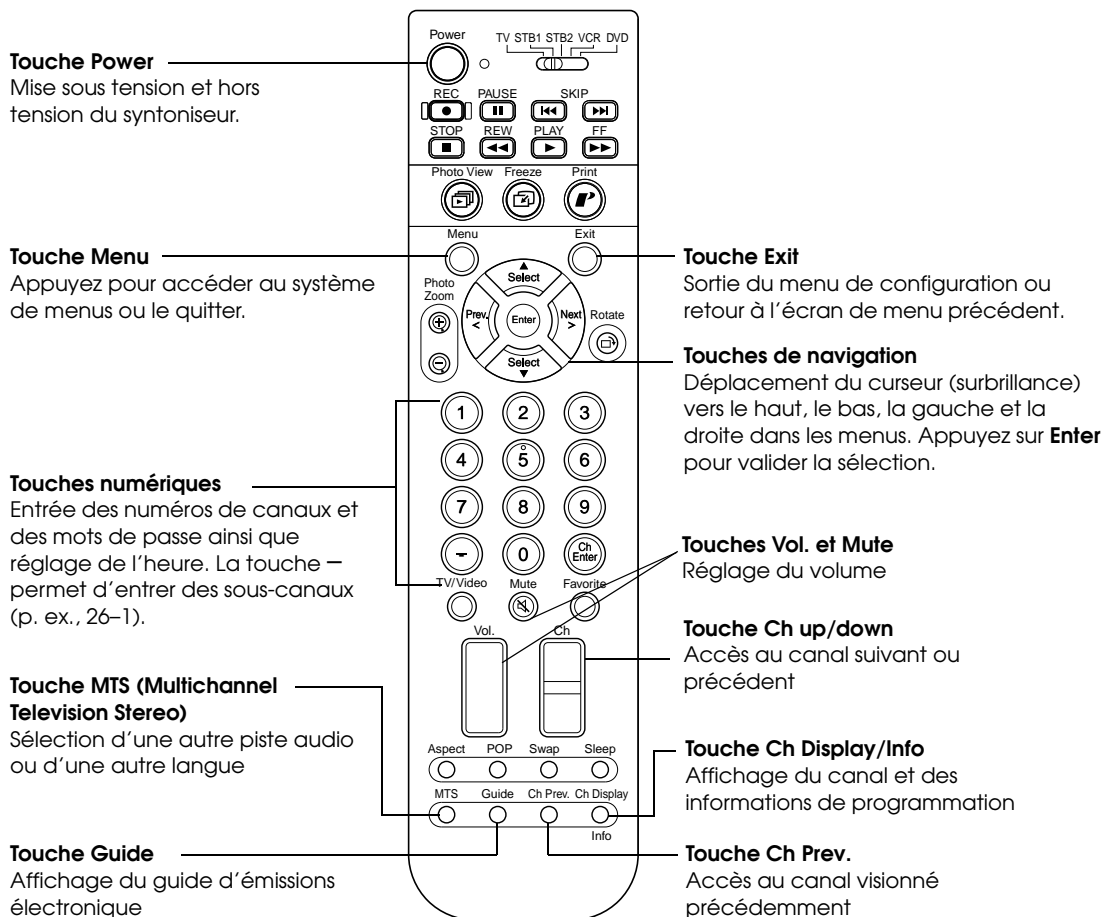 Touche Power
Mise sous tension et hors
tension du syntoniseur.
Touche Menu
Appuyez pour accéder au système
de menus ou le quitter.
Touches numériques
Entrée des numéros de canaux et
des mots de passe ainsi que
réglage de l’heure. La touche –
permet d’entrer des sous-canaux
(p. ex., 26–1).
Touche MTS (Multichannel
Television Stereo)
Sélection d’une autre piste audio
ou d’une autre langue
Touche Guide
Affichage du guide d’émissions
électronique
Power
TV STB1 STB2 VCR DVD
REC PAUSE SKIP
STOP REW PLAY FF
Photo View Freeze Print
Menu Exit
Photo
Zoom
Select
Prev.
<
Enter
Next
>
Rotate
Select
1 2 3
4 5 6
7 8 9
– 0 Ch
Enter
TV/Video Mute Favorite
Vol. Ch
Aspect POP Swap Sleep
MTS Guide Ch Prev. Ch Display
Info
Touche Exit
Sortie du menu de configuration ou
retour à l’écran de menu précédent.
Touches de navigation
Déplacement du curseur (surbrillance)
vers le haut, le bas, la gauche et la
droite dans les menus. Appuyez sur Enter
pour valider la sélection.
Touches Vol. et Mute
Réglage du volume
Touche Ch up/down
Accès au canal suivant ou
précédent
Touche Ch Display/Info
Affichage du canal et des
informations de programmation
Touche Ch Prev.
Accès au canal visionné
précédemment